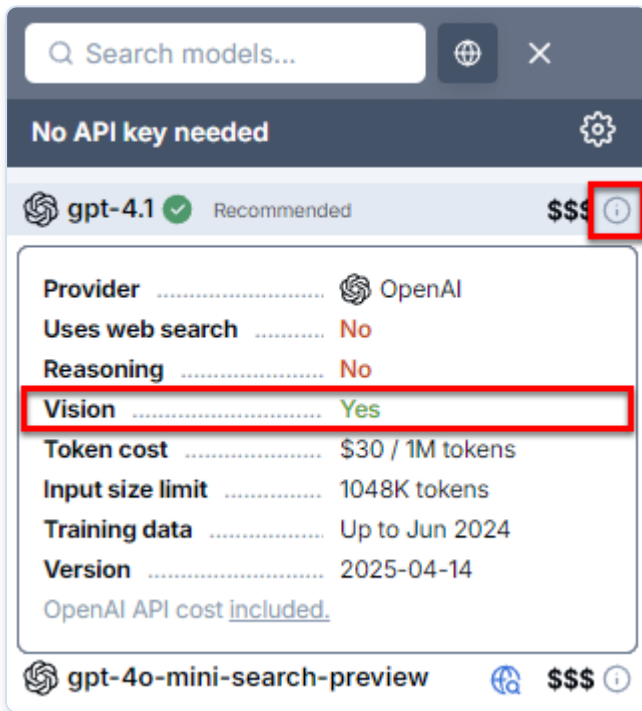 Search models...
No API key needed
gpt-4.1 Recommended $$$
Provider ........................... OpenAI
Uses web search ........... No
Reasoning ...................... No
Vision ............................. Yes
Token cost ...................... $30 / 1M tokens
Input size limit ............... 1048K tokens
Training data .................. Up to Jun 2024
Version ........................... 2025-04-14
OpenAI API cost included.
gpt-4o-mini-search-preview $$$